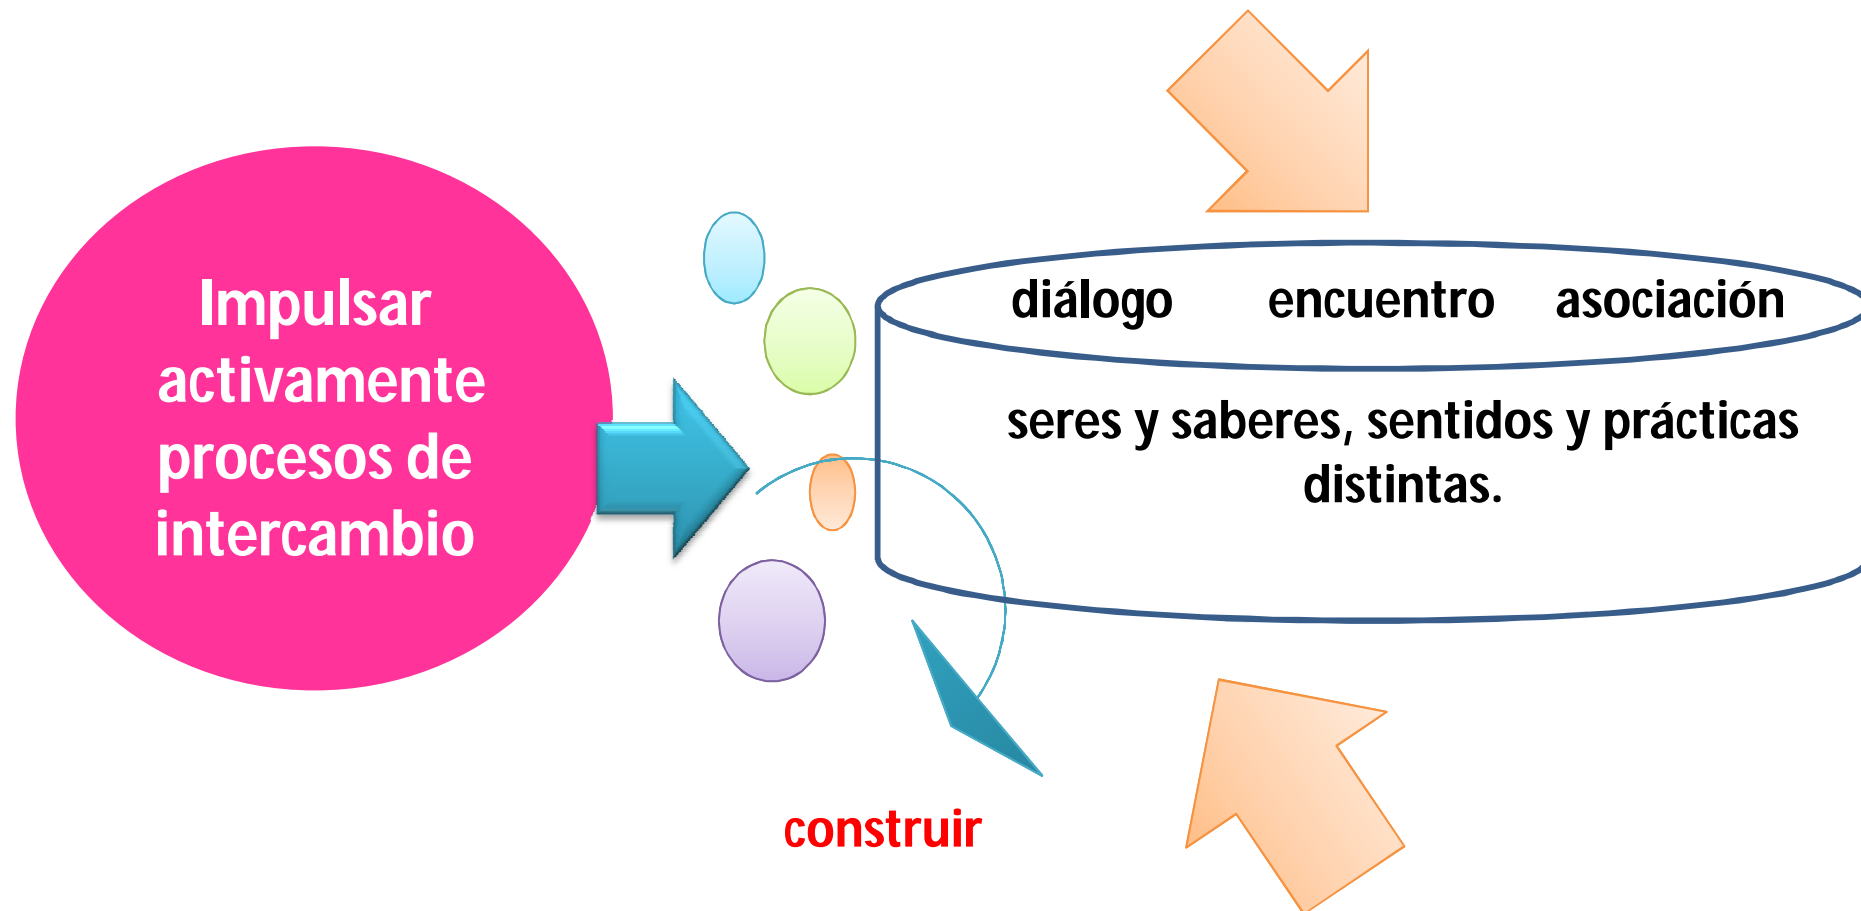 Impulsar
activamente
procesos de
intercambio
diálogo encuentro asociación
seres y saberes, sentidos y prácticas
distintas.
construir